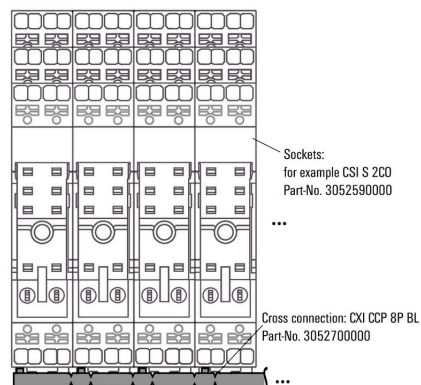 Sockets:
for example CSI S 2CO
Part-No. 3052590000
...
Cross connection: CXI CCP 8P BL
Part-No. 3052700000
...